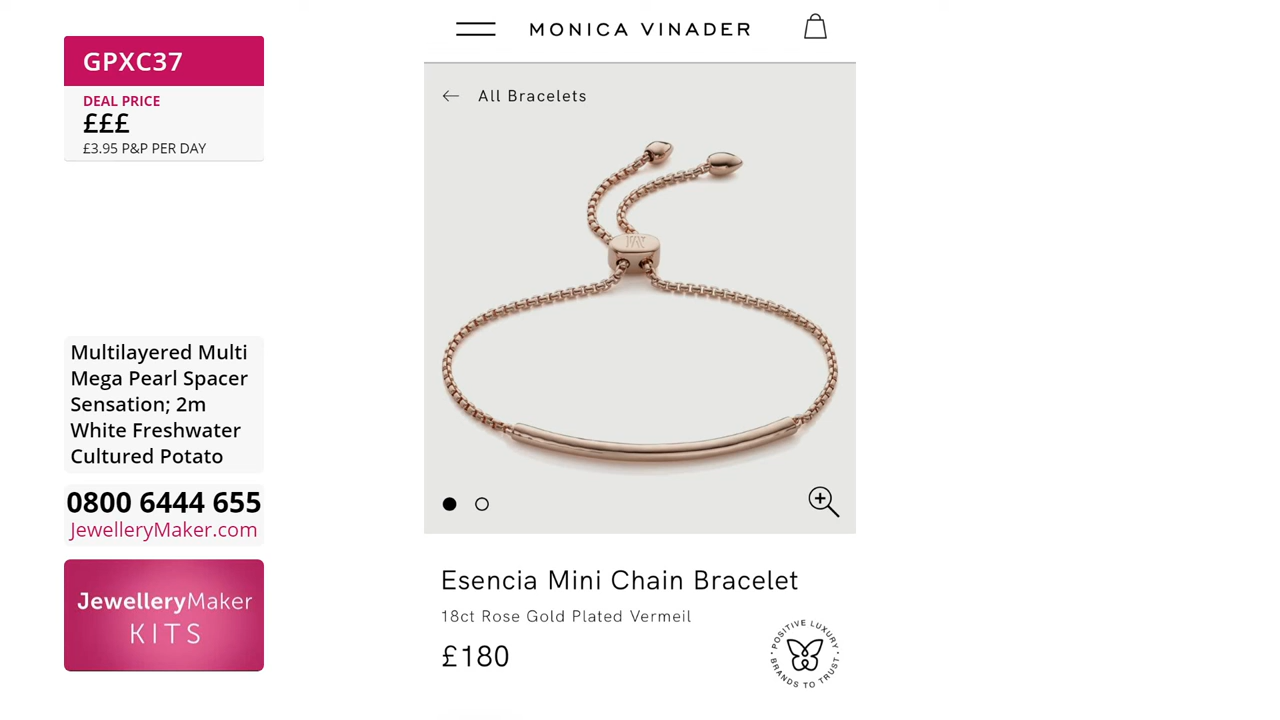 GPXC37
DEAL PRICE
£££
£3.95 P&P PER DAY
Multilayered Multi
Mega Pearl Spacer
Sensation; 2m
White Freshwater
Cultured Potato
0800 6444 655
JewelleryMaker.com
JewelleryMaker
KITS
MONICA VINADER
← All Bracelets
Esencia Mini Chain Bracelet
18ct Rose Gold Plated Vermeil
£180
POSITIVE LUXURY
BRANDS TO TRUST